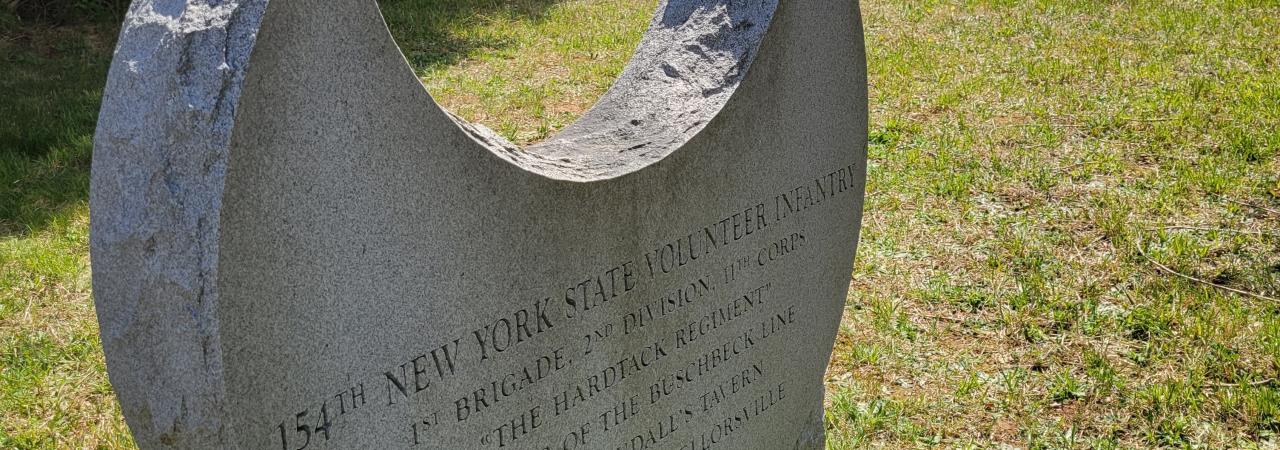 154TH NEW YORK STATE VOLUNTEER INFANTRY
1ST BRIGADE, 2ND DIVISION, 11TH CORPS
"THE HARDTACK REGIMENT"
OF THE BUSCHBECK LINE
TAVERN